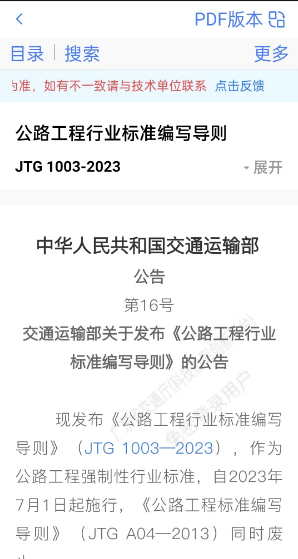 PDF版本
目录 搜索 更多
为准，如有不一致请与技术单位联系 点击反馈
公路工程行业标准编写导则
JTG 1003-2023 展开
中华人民共和国交通运输部
公告
第16号
交通运输部关于发布《公路工程行业
标准编写导则》的公告
现发布《公路工程行业标准编写
导则》（JTG 1003—2023），作为
公路工程强制性行业标准，自2023年
7月1日起施行，《公路工程标准编写
导则》（JTG A04—2013）同时废